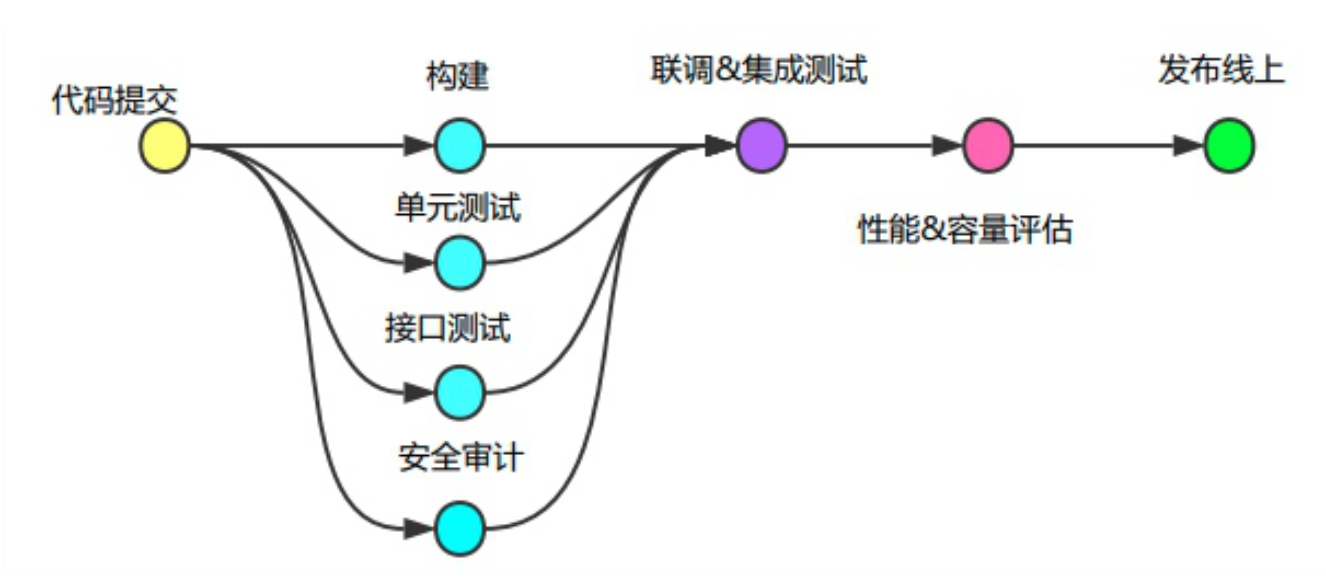 代码提交
构建
单元测试
接口测试
安全审计
联调&集成测试
性能&容量评估
发布线上